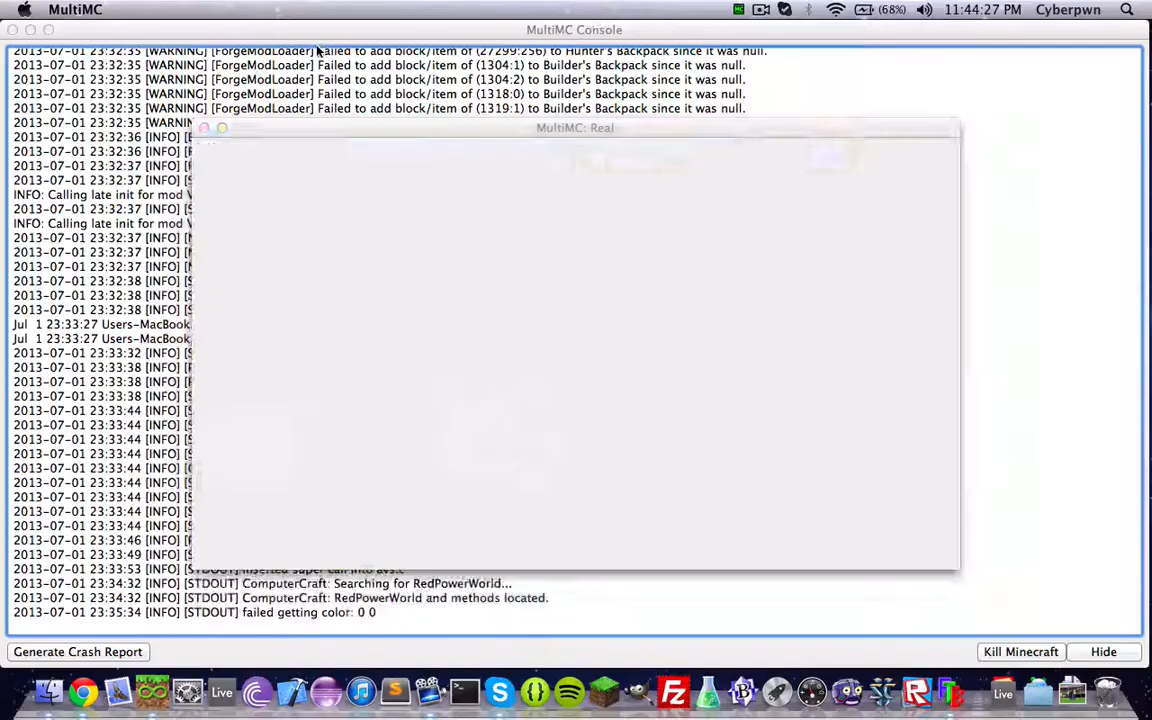 MultiMC
(68%)
11:44:27 PM
Cyberpwn
MultiMC Console
2013-07-01 23:32:35 [WARNING] [ForgeModLoader] Failed to add block/item of (27299:256) to Hunter's Backpack since it was null.
2013-07-01 23:32:35 [WARNING] [ForgeModLoader] Failed to add block/item of (1304:1) to Builder's Backpack since it was null.
2013-07-01 23:32:35 [WARNING] [ForgeModLoader] Failed to add block/item of (1304:2) to Builder's Backpack since it was null.
2013-07-01 23:32:35 [WARNING] [ForgeModLoader] Failed to add block/item of (1318:0) to Builder's Backpack since it was null.
2013-07-01 23:32:35 [WARNING] [ForgeModLoader] Failed to add block/item of (1319:1) to Builder's Backpack since it was null.
2013-07-01 23:32:35 [WARN
MultiMC: Real
2013-07-01 23:32:36 [INFO] [
2013-07-01 23:32:36 [INFO] [
2013-07-01 23:32:37 [INFO] [
2013-07-01 23:32:37 [INFO] [
INFO: Calling late init for mod
2013-07-01 23:32:37 [INFO] [
INFO: Calling late init for mod
2013-07-01 23:32:37 [INFO] [
2013-07-01 23:32:37 [INFO] [
2013-07-01 23:32:37 [INFO] [
2013-07-01 23:32:38 [INFO] [
2013-07-01 23:32:38 [INFO] [
2013-07-01 23:32:38 [INFO] [
Jul 1 23:33:27 Users-MacBook
Jul 1 23:33:27 Users-MacBook
2013-07-01 23:33:32 [INFO] [
2013-07-01 23:33:38 [INFO] [
2013-07-01 23:33:38 [INFO] [
2013-07-01 23:33:38 [INFO] [
2013-07-01 23:33:44 [INFO] [
2013-07-01 23:33:44 [INFO] [
2013-07-01 23:33:44 [INFO] [
2013-07-01 23:33:44 [INFO] [
2013-07-01 23:33:44 [INFO] [
2013-07-01 23:33:44 [INFO] [
2013-07-01 23:33:44 [INFO] [
2013-07-01 23:33:44 [INFO] [
2013-07-01 23:33:46 [INFO] [
2013-07-01 23:33:49 [INFO] [
2013-07-01 23:33:53 [INFO] [STDOUT] Inserted super call into avs.c
2013-07-01 23:34:32 [INFO] [STDOUT] ComputerCraft: Searching for RedPowerWorld...
2013-07-01 23:34:32 [INFO] [STDOUT] ComputerCraft: RedPowerWorld and methods located.
2013-07-01 23:35:34 [INFO] [STDOUT] failed getting color: 0 0
Generate Crash Report
Kill Minecraft
Hide
Live
Live